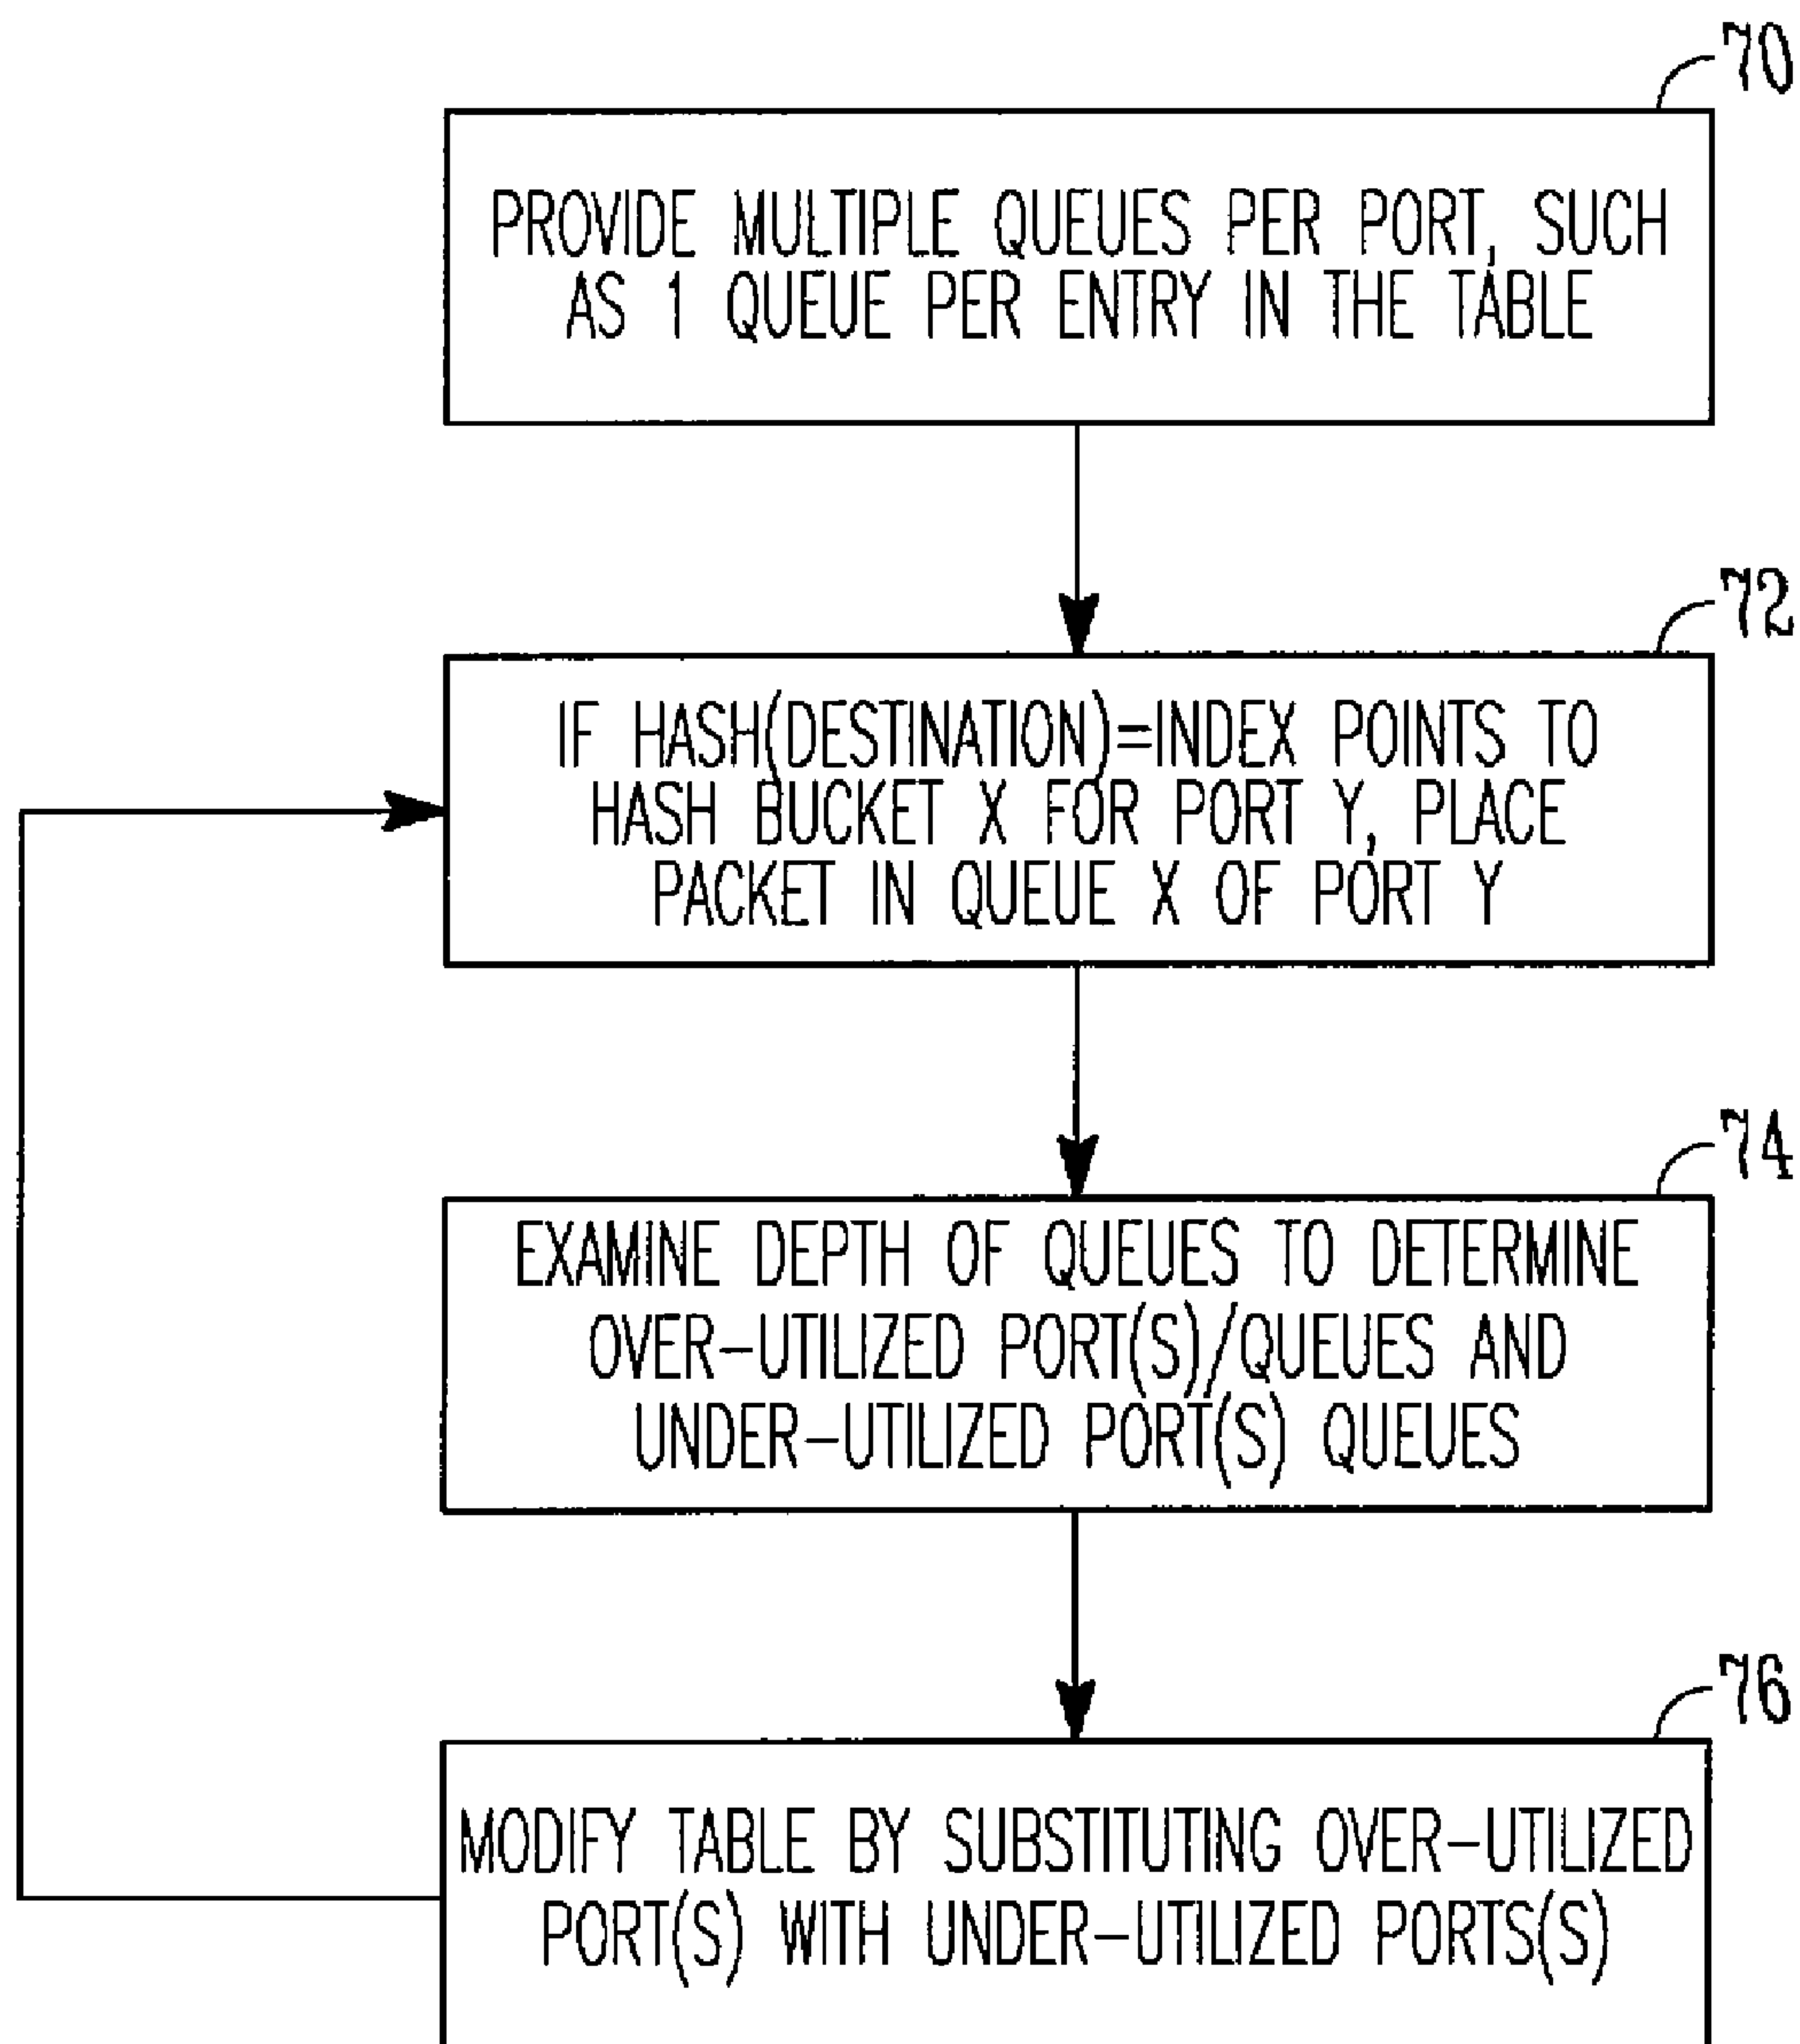 70
PROVIDE MULTIPLE QUEUES PER PORT, SUCH
AS 1 QUEUE PER ENTRY IN THE TABLE
72
IF HASH(DESTINATION)=INDEX POINTS TO
HASH BUCKET X FOR PORT Y, PLACE
PACKET IN QUEUE X OF PORT Y
74
EXAMINE DEPTH OF QUEUES TO DETERMINE
OVER-UTILIZED PORT(S)/QUEUES AND
UNDER-UTILIZED PORT(S) QUEUES
76
MODIFY TABLE BY SUBSTITUTING OVER-UTILIZED
PORT(S) WITH UNDER-UTILIZED PORTS(S)